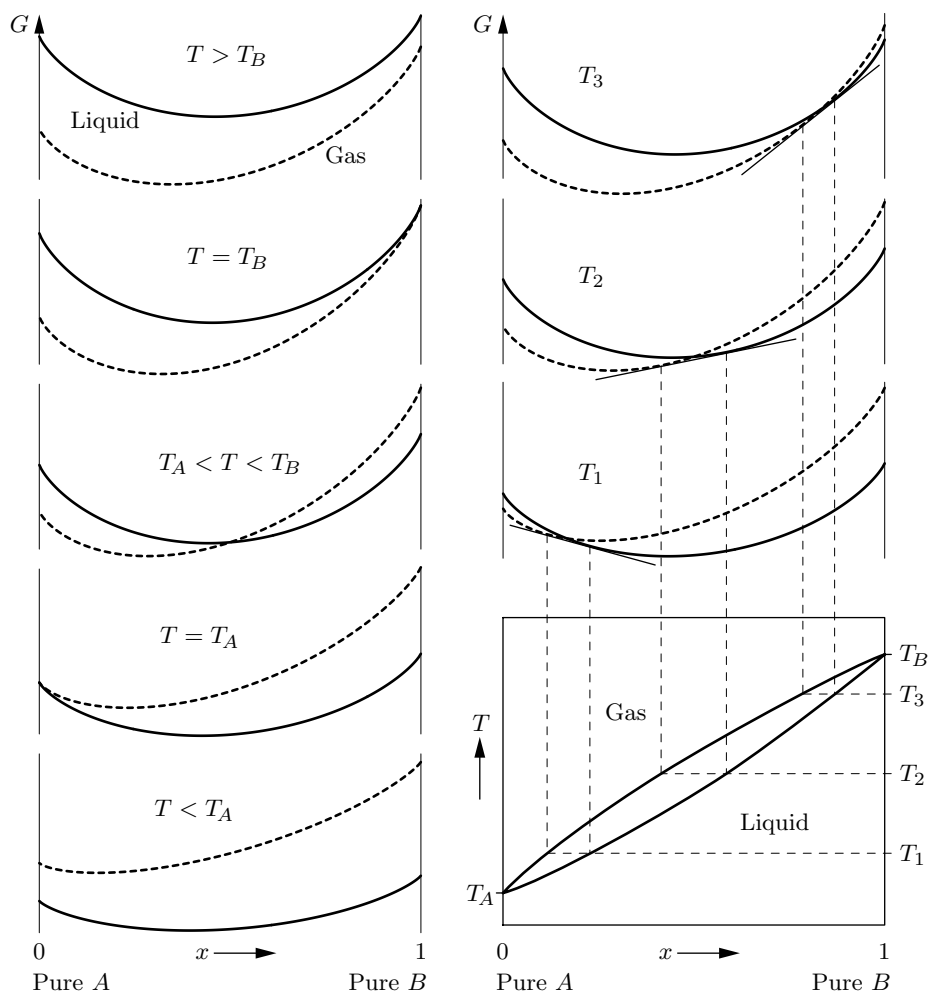 G
T > T_B
Liquid
Gas
T = T_B
T_A < T < T_B
T = T_A
T < T_A
0
x
1
Pure A
Pure B
T_3
T_2
T_1
T
Gas
Liquid
T_B
T_3
T_2
T_1
T_A
0
x
1
Pure A
Pure B